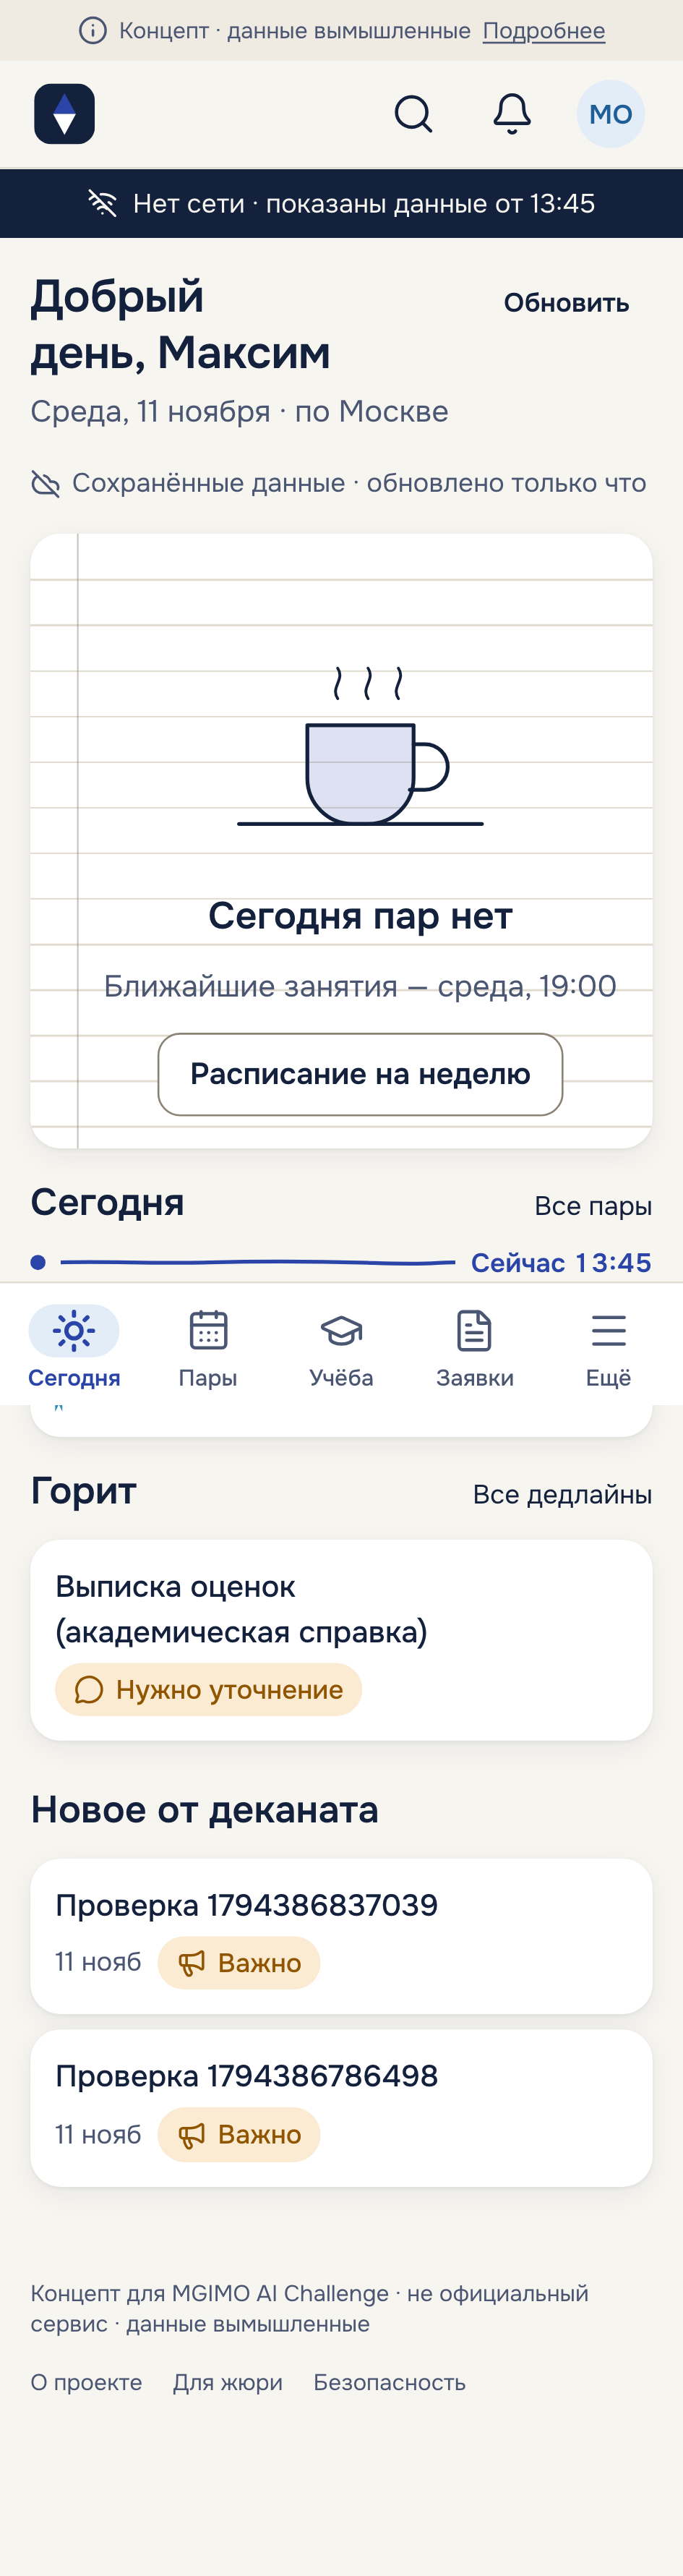 Концепт · данные вымышленные Подробнее
МО
Нет сети · показаны данные от 13:45
Добрый
день, Максим
Обновить
Среда, 11 ноября · по Москве
Сохранённые данные · обновлено только что
Сегодня пар нет
Ближайшие занятия — среда, 19:00
Расписание на неделю
Сегодня
Все пары
Сейчас 13:45
Сегодня
Пары
Учёба
Заявки
Ещё
Горит
Все дедлайны
Выписка оценок
(академическая справка)
Нужно уточнение
Новое от деканата
Проверка 1794386837039
11 нояб Важно
Проверка 1794386786498
11 нояб Важно
Концепт для MGIMO AI Challenge · не официальный
сервис · данные вымышленные
О проекте Для жюри Безопасность